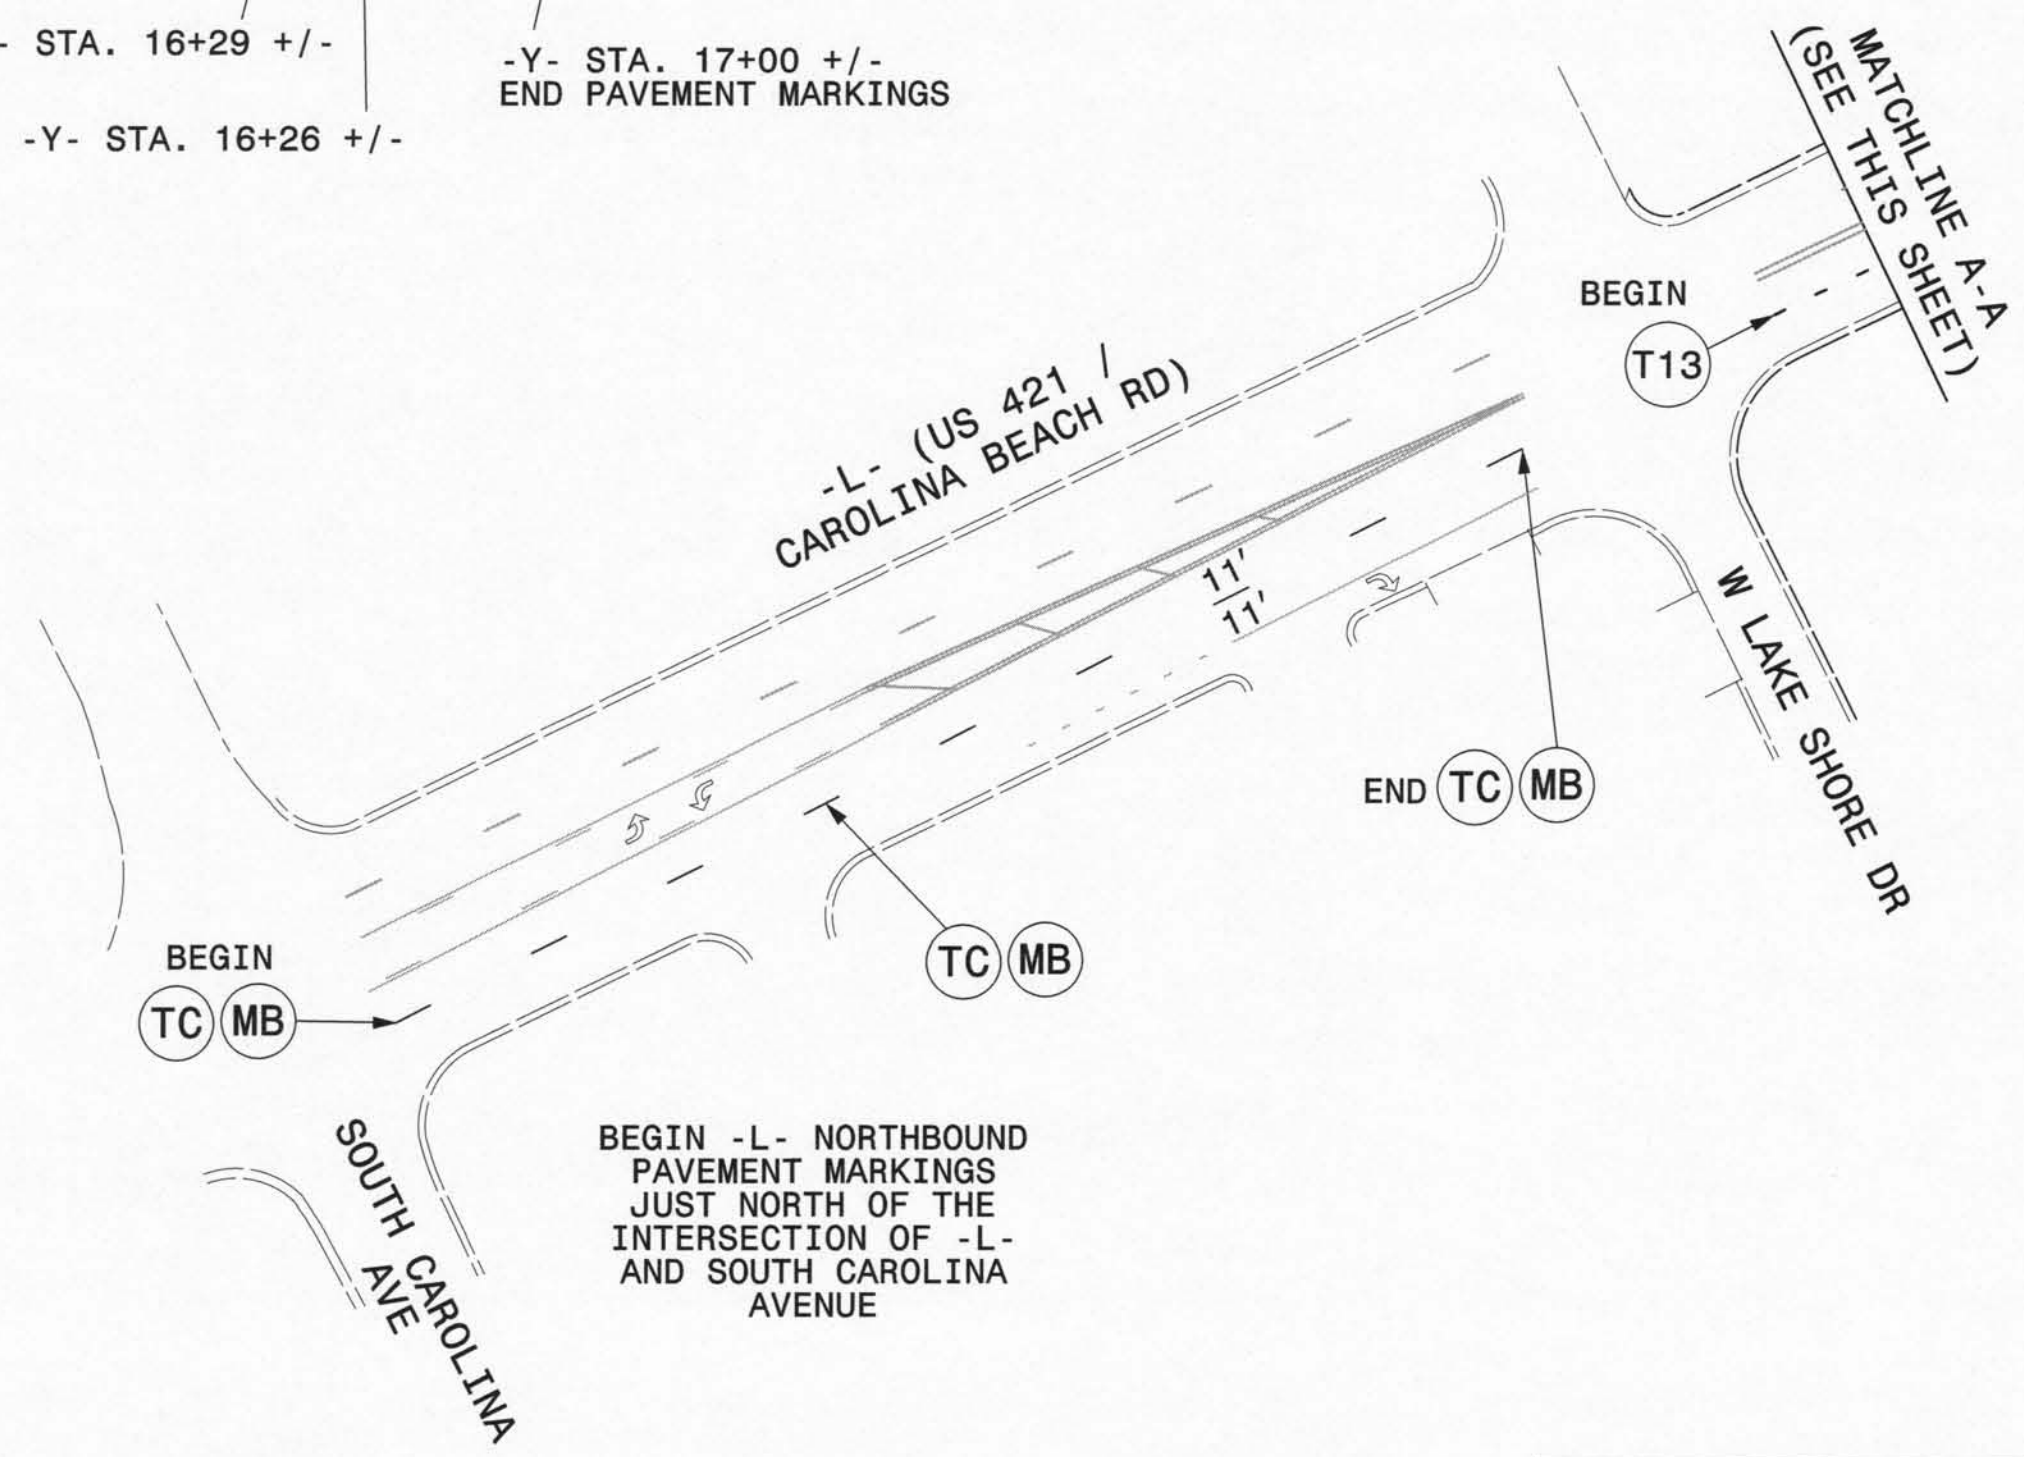 - STA. 16+29 +/-
-Y- STA. 17+00 +/-
END PAVEMENT MARKINGS
-Y- STA. 16+26 +/-
MATCHLINE A-A
(SEE THIS SHEET)
BEGIN
T13
-L- (US 421 /
CAROLINA BEACH RD)
11'
11'
W LAKE SHORE DR
END TC MB
TC MB
BEGIN
TC MB
SOUTH CAROLINA
AVE
BEGIN -L- NORTHBOUND
PAVEMENT MARKINGS
JUST NORTH OF THE
INTERSECTION OF -L-
AND SOUTH CAROLINA
AVENUE